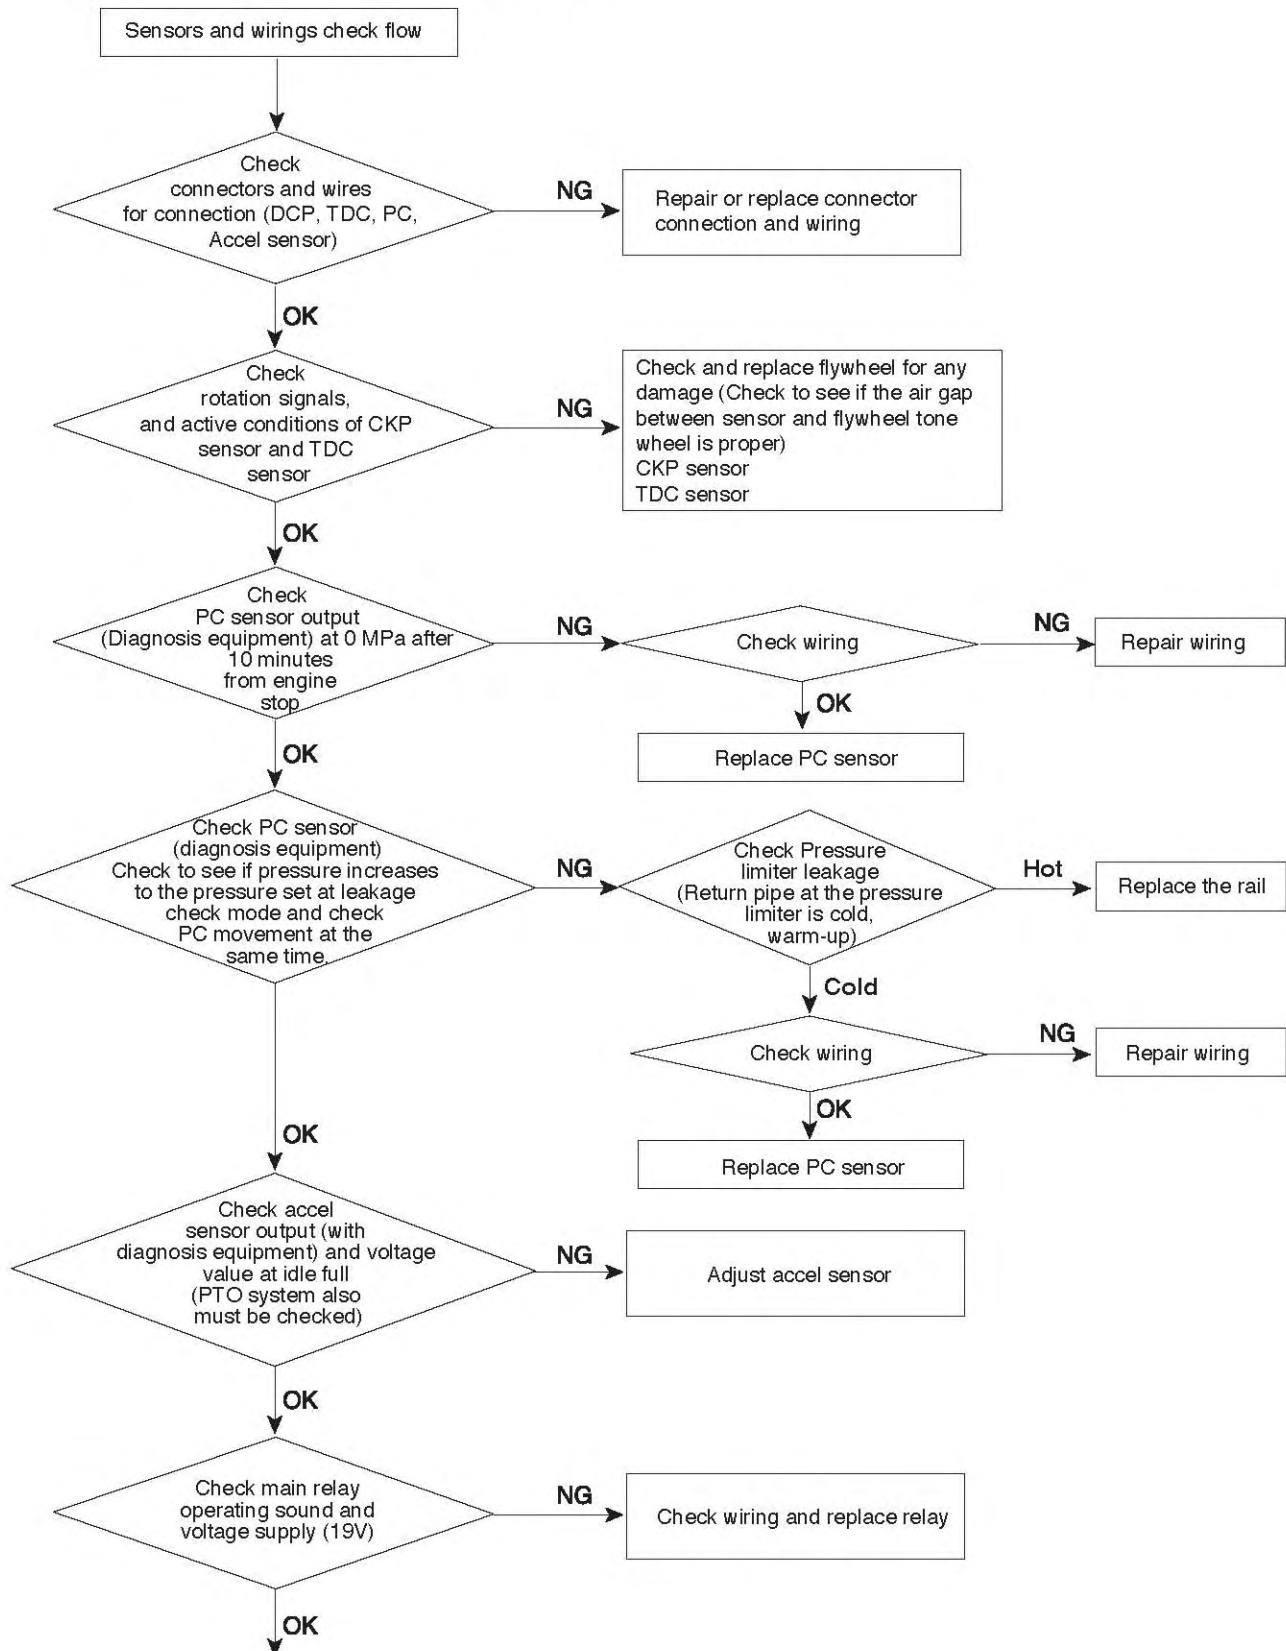 Sensors and wirings check flow
Check
connectors and wires
for connection (DCP, TDC, PC,
Accel sensor)
NG
Repair or replace connector
connection and wiring
OK
Check
rotation signals,
and active conditions of CKP
sensor and TDC
sensor
NG
Check and replace flywheel for any
damage (Check to see if the air gap
between sensor and flywheel tone
wheel is proper)
CKP sensor
TDC sensor
OK
Check
PC sensor output
(Diagnosis equipment) at 0 MPa after
10 minutes
from engine
stop
NG
Check wiring
NG
Repair wiring
OK
Replace PC sensor
OK
Check PC sensor
(diagnosis equipment)
Check to see if pressure increases
to the pressure set at leakage
check mode and check
PC movement at the
same time.
NG
Check Pressure
limiter leakage
(Return pipe at the pressure
limiter is cold,
warm-up)
Hot
Replace the rail
Cold
Check wiring
NG
Repair wiring
OK
Replace PC sensor
OK
Check accel
sensor output (with
diagnosis equipment) and voltage
value at idle full
(PTO system also
must be checked)
NG
Adjust accel sensor
OK
Check main relay
operating sound and
voltage supply (19V)
NG
Check wiring and replace relay
OK